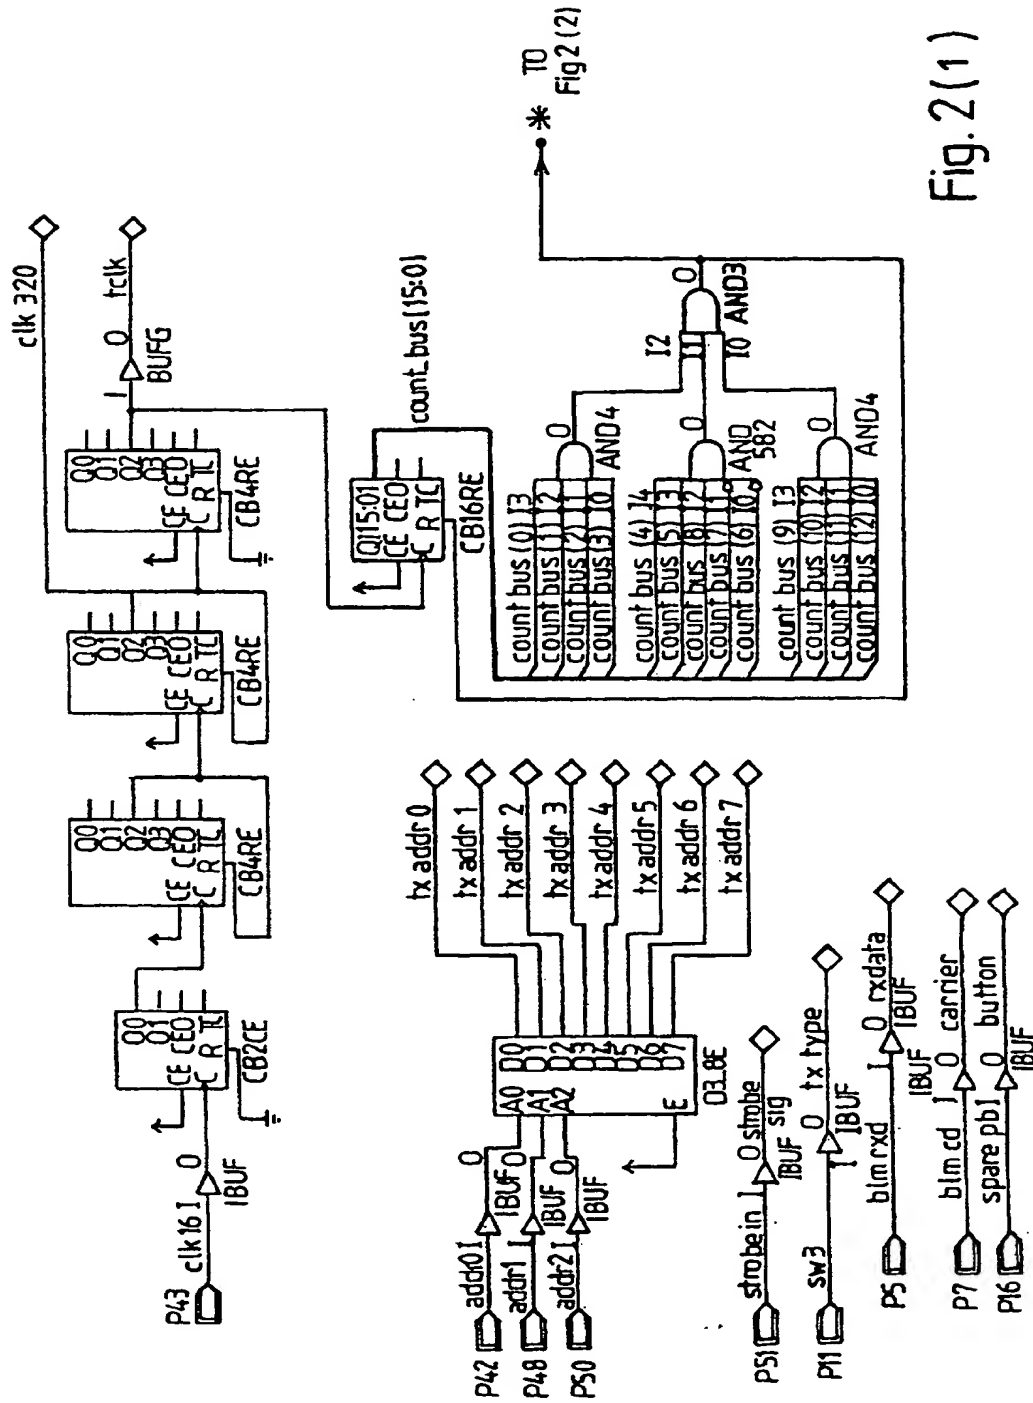 clk 320
tclk
I
O
BUFG
Q0
Q1
Q2
Q3
CE CEO
C R TC
CB4RE
Q0
Q1
Q2
Q3
CE CEO
C R TC
CB4RE
Q0
Q1
Q2
Q3
CE CEO
C R TC
CB4RE
Q0
Q1
CE CEO
C R TC
CB2CE
P43
clk16 I
O
IBUF
count_bus[15:0]
Q[15:0]
CE CEO
C R TC
CB16RE
count bus (0) I3
count bus (1) I2
count bus (2) I1
count bus (3) I0
O
AND4
count bus (4) I4
count bus (5) I3
count bus (8) I2
count bus (7) I1
count bus (6) I0
O
AND
5B2
count bus (9) I3
count bus (10) I2
count bus (11) I1
count bus (12) I0
O
AND4
I2
I1
I0
O
AND3
* TO
Fig 2 (2)
P42
addr0 I
O
IBUF
P48
addr1 I
O
IBUF
P50
addr2 I
O
IBUF
A0
A1
A2
E
D0
D1
D2
D3
D4
D5
D6
D7
D3_8E
tx addr 0
tx addr 1
tx addr 2
tx addr 3
tx addr 4
tx addr 5
tx addr 6
tx addr 7
P51
strobe in I
O strobe
sig
IBUF
P11
sw3
I
O tx type
IBUF
P5
blm rxd
I
O rxdata
IBUF
P7
blm cd I
O carrier
IBUF
P16
spare pb I
O button
IBUF
Fig. 2 (1)